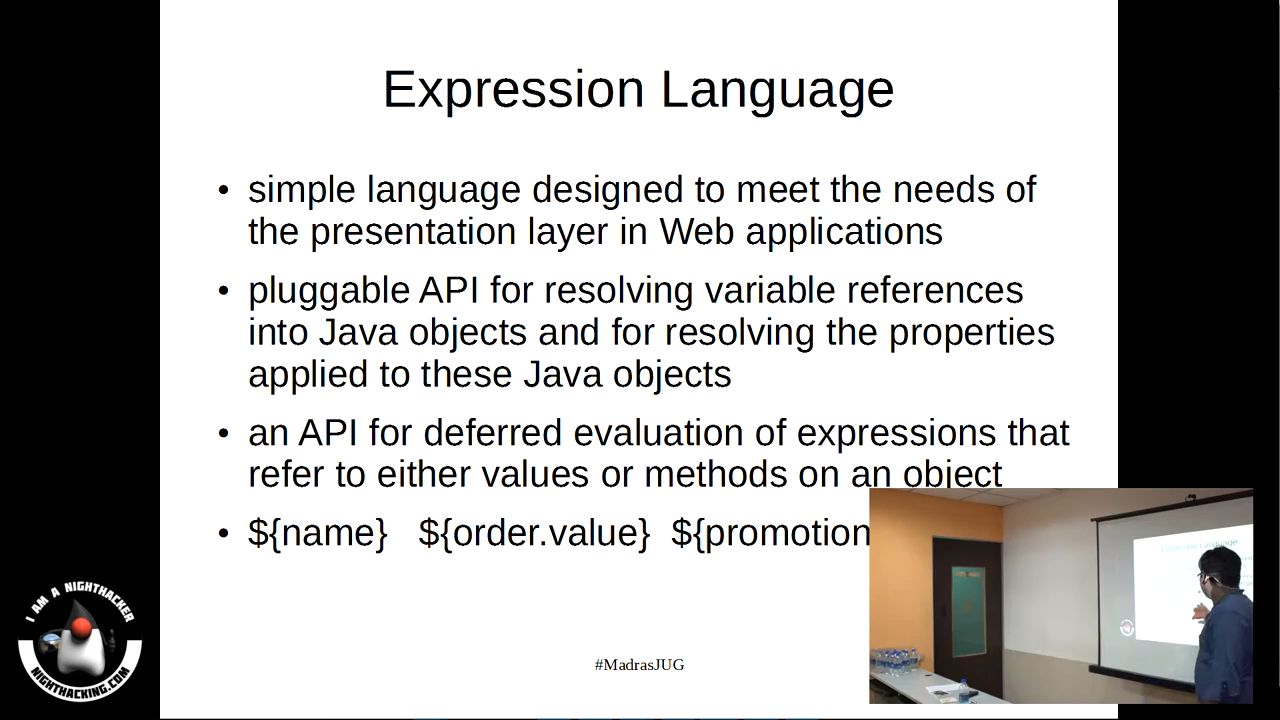 Expression Language
• simple language designed to meet the needs of
the presentation layer in Web applications
• pluggable API for resolving variable references
into Java objects and for resolving the properties
applied to these Java objects
• an API for deferred evaluation of expressions that
refer to either values or methods on an object
• ${name} ${order.value} ${promotion
#MadrasJUG
I AM A NIGHTHACKER
NIGHTHACKING.COM
Expression Language